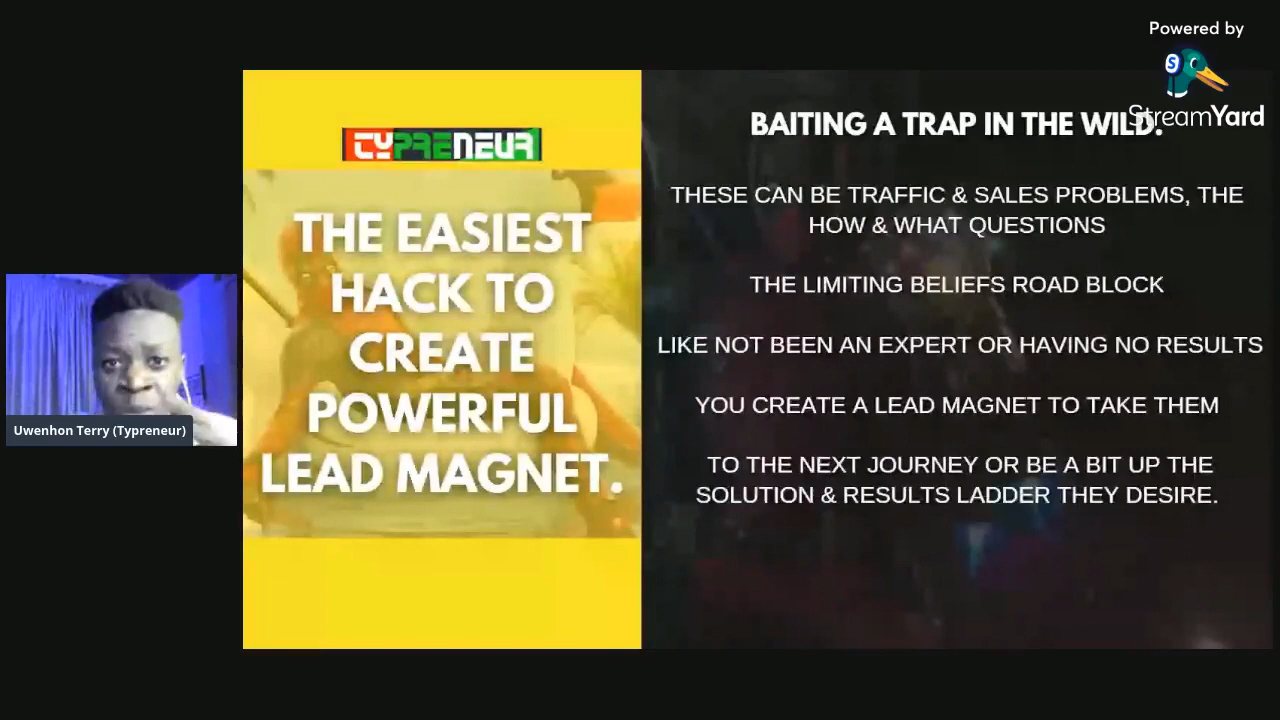 Powered by
StreamYard
TYPRENEUR
THE EASIEST
HACK TO
CREATE
POWERFUL
LEAD MAGNET.
BAITING A TRAP IN THE WILD.
THESE CAN BE TRAFFIC & SALES PROBLEMS, THE
HOW & WHAT QUESTIONS
THE LIMITING BELIEFS ROAD BLOCK
LIKE NOT BEEN AN EXPERT OR HAVING NO RESULTS
YOU CREATE A LEAD MAGNET TO TAKE THEM
TO THE NEXT JOURNEY OR BE A BIT UP THE
SOLUTION & RESULTS LADDER THEY DESIRE.
Uwenhon Terry (Typreneur)